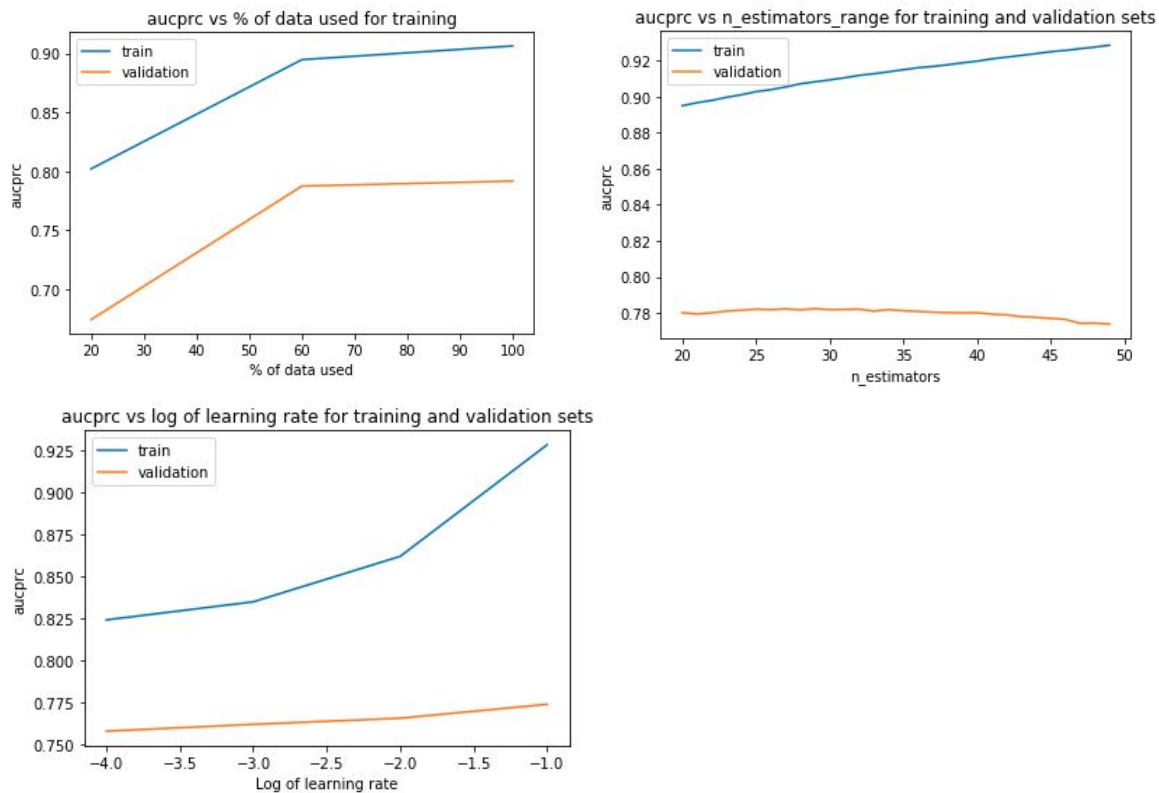 aucprc vs % of data used for training
train
validation
0.90
0.85
0.80
0.75
0.70
aucprc
20 30 40 50 60 70 80 90 100
% of data used
aucprc vs n_estimators_range for training and validation sets
train
validation
0.92
0.90
0.88
0.86
0.84
0.82
0.80
0.78
aucprc
20 25 30 35 40 45 50
n_estimators
aucprc vs log of learning rate for training and validation sets
train
validation
0.925
0.900
0.875
0.850
0.825
0.800
0.775
0.750
aucprc
−4.0 −3.5 −3.0 −2.5 −2.0 −1.5 −1.0
Log of learning rate